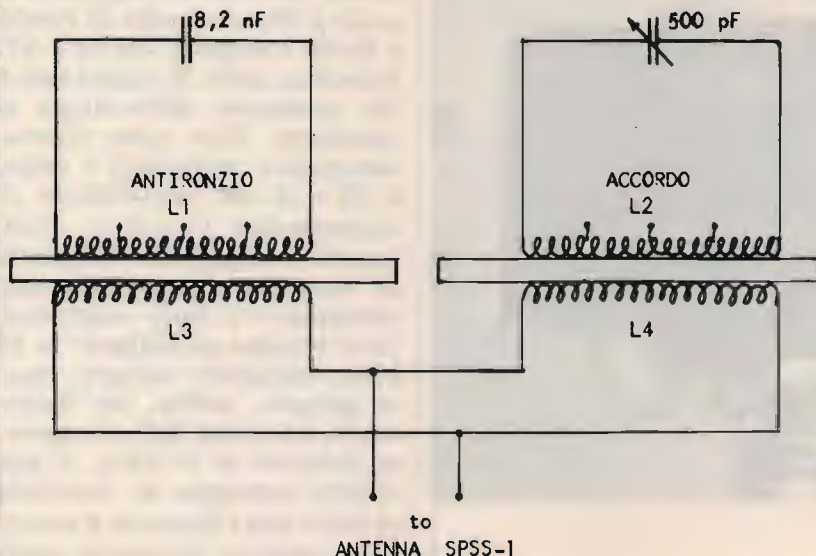 8,2 nF
500 pF
ANTIRONZIO
L1
ACCORDO
L2
L3
L4
to
ANTENNA SPSS-1